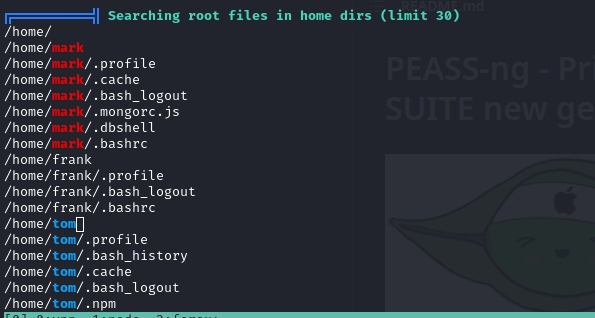 Searching root files in home dirs (limit 30)
/home/
/home/mark
/home/mark/.profile
/home/mark/.cache
/home/mark/.bash_logout
/home/mark/.mongorc.js
/home/mark/.dbshell
/home/mark/.bashrc
/home/frank
/home/frank/.profile
/home/frank/.bash_logout
/home/frank/.bashrc
/home/tom
/home/tom/.profile
/home/tom/.bash_history
/home/tom/.cache
/home/tom/.bash_logout
/home/tom/.npm
README.md
PEASS-ng - Pri
SUITE new ge